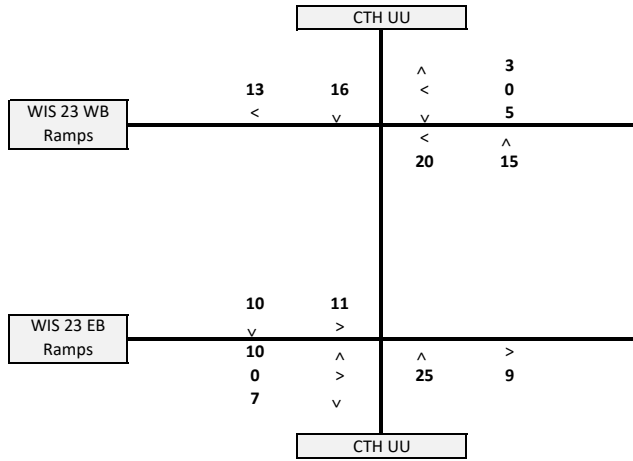 CTH UU
^ 3
13 16 < 0
WIS 23 WB
Ramps
< v v 5
< ^
20 15
10 11
WIS 23 EB
Ramps
v >
10 ^ ^ >
0 > 25 9
7 v
CTH UU